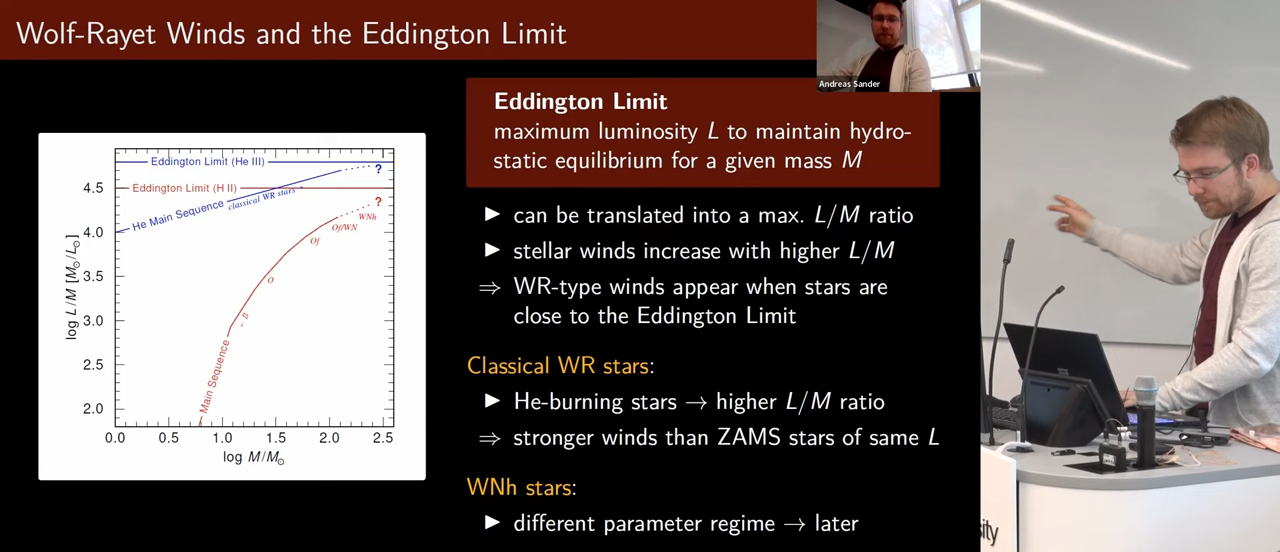 Wolf-Rayet Winds and the Eddington Limit
Andreas Sander
Eddington Limit
maximum luminosity L to maintain hydro-
static equilibrium for a given mass M
▶ can be translated into a max. L/M ratio
▶ stellar winds increase with higher L/M
⇒ WR-type winds appear when stars are
close to the Eddington Limit
Classical WR stars:
▶ He-burning stars → higher L/M ratio
⇒ stronger winds than ZAMS stars of same L
WNh stars:
▶ different parameter regime → later
Eddington Limit (He III)
?
4.5
Eddington Limit (H II)
classical WR stars
?
He Main Sequence
WNh
Of/WN
4.0
Of
3.5
O
3.0
← B
2.5
Main Sequence
2.0
log L/M [M⊙/L⊙]
0.0 0.5 1.0 1.5 2.0 2.5
log M/M⊙
sity